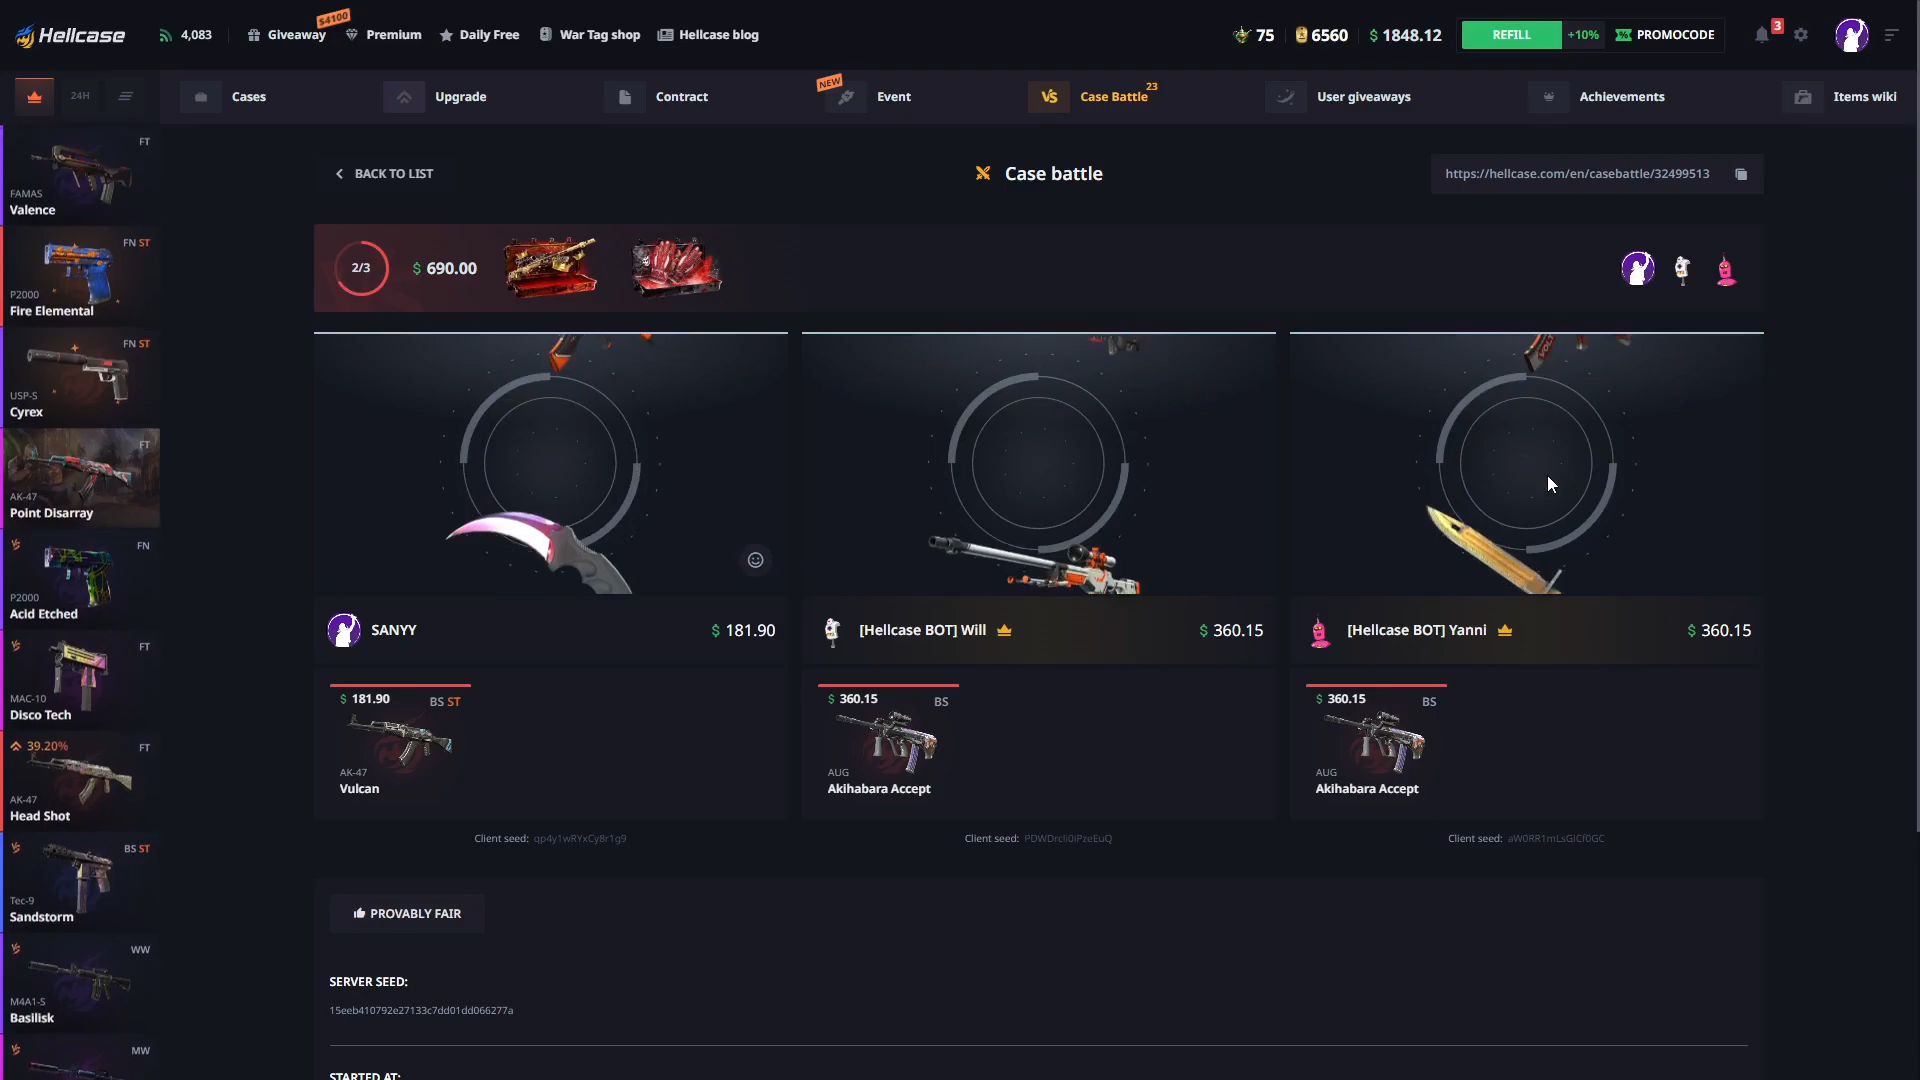 Hellcase
4,083
Giveaway
$4100
Premium
Daily Free
War Tag shop
Hellcase blog
75
6560
$ 1848.12
REFILL
+10%
PROMOCODE
3
24H
Cases
Upgrade
Contract
NEW
Event
VS
Case Battle
23
User giveaways
Achievements
Items wiki
FT
FAMAS
Valence
FN ST
P2000
Fire Elemental
FN ST
USP-S
Cyrex
FT
AK-47
Point Disarray
FN
P2000
Acid Etched
FT
MAC-10
Disco Tech
39.20%
FT
AK-47
Head Shot
BS ST
Tec-9
Sandstorm
WW
M4A1-S
Basilisk
MW
BACK TO LIST
Case battle
https://hellcase.com/en/casebattle/32499513
2/3
$ 690.00
SANYY
$ 181.90
[Hellcase BOT] Will
$ 360.15
[Hellcase BOT] Yanni
$ 360.15
$ 181.90
BS ST
AK-47
Vulcan
$ 360.15
BS
AUG
Akihabara Accept
$ 360.15
BS
AUG
Akihabara Accept
Client seed: qp4y1wRYxCy8r1g9
Client seed:
Client seed:
PROVABLY FAIR
SERVER SEED:
15eeb410792e27133c7dd01dd066277a
STARTED AT: